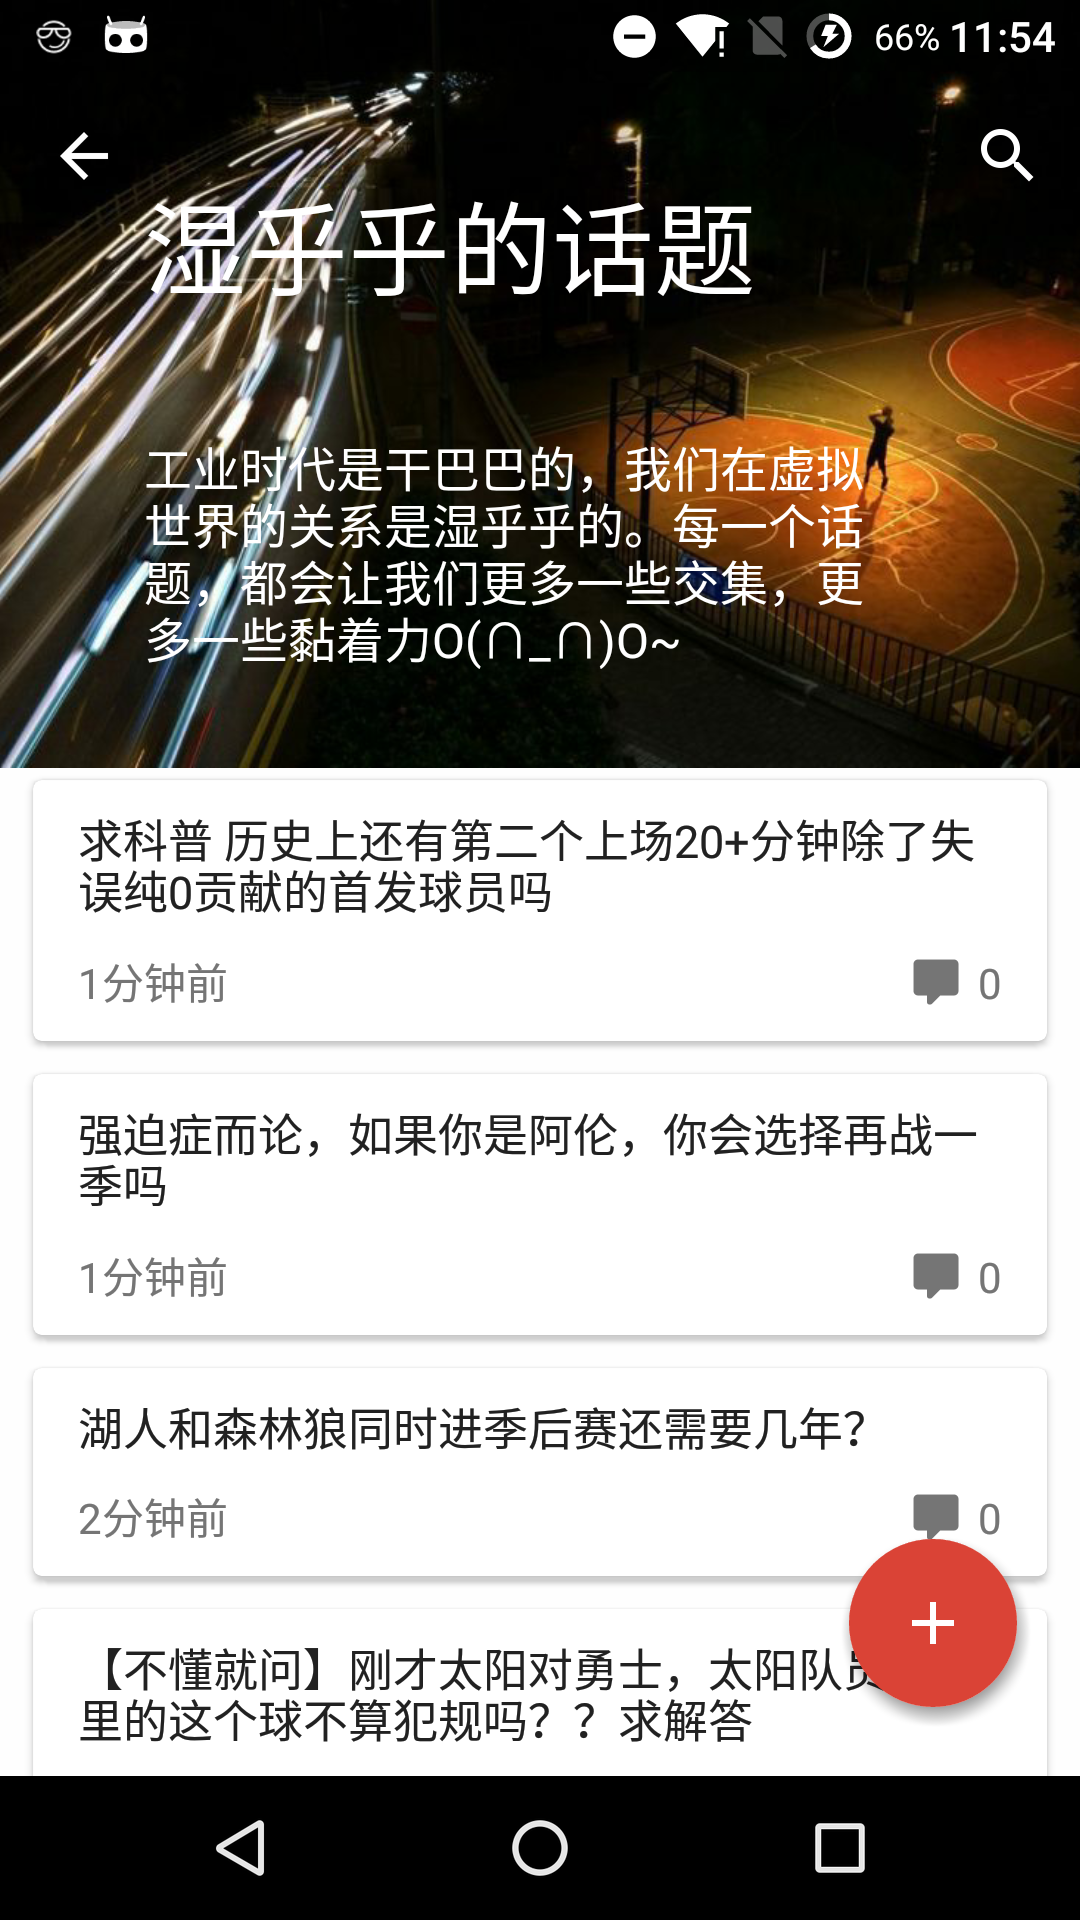 66% 11:54
湿乎乎的话题
工业时代是干巴巴的，我们在虚拟
世界的关系是湿乎乎的。每一个话
题，都会让我们更多一些交集，更
多一些黏着力O(∩_∩)O~
求科普 历史上还有第二个上场20+分钟除了失
误纯0贡献的首发球员吗
1分钟前 0
强迫症而论，如果你是阿伦，你会选择再战一
季吗
1分钟前 0
湖人和森林狼同时进季后赛还需要几年？
2分钟前 0
【不懂就问】刚才太阳对勇士，太阳队员
里的这个球不算犯规吗？？求解答